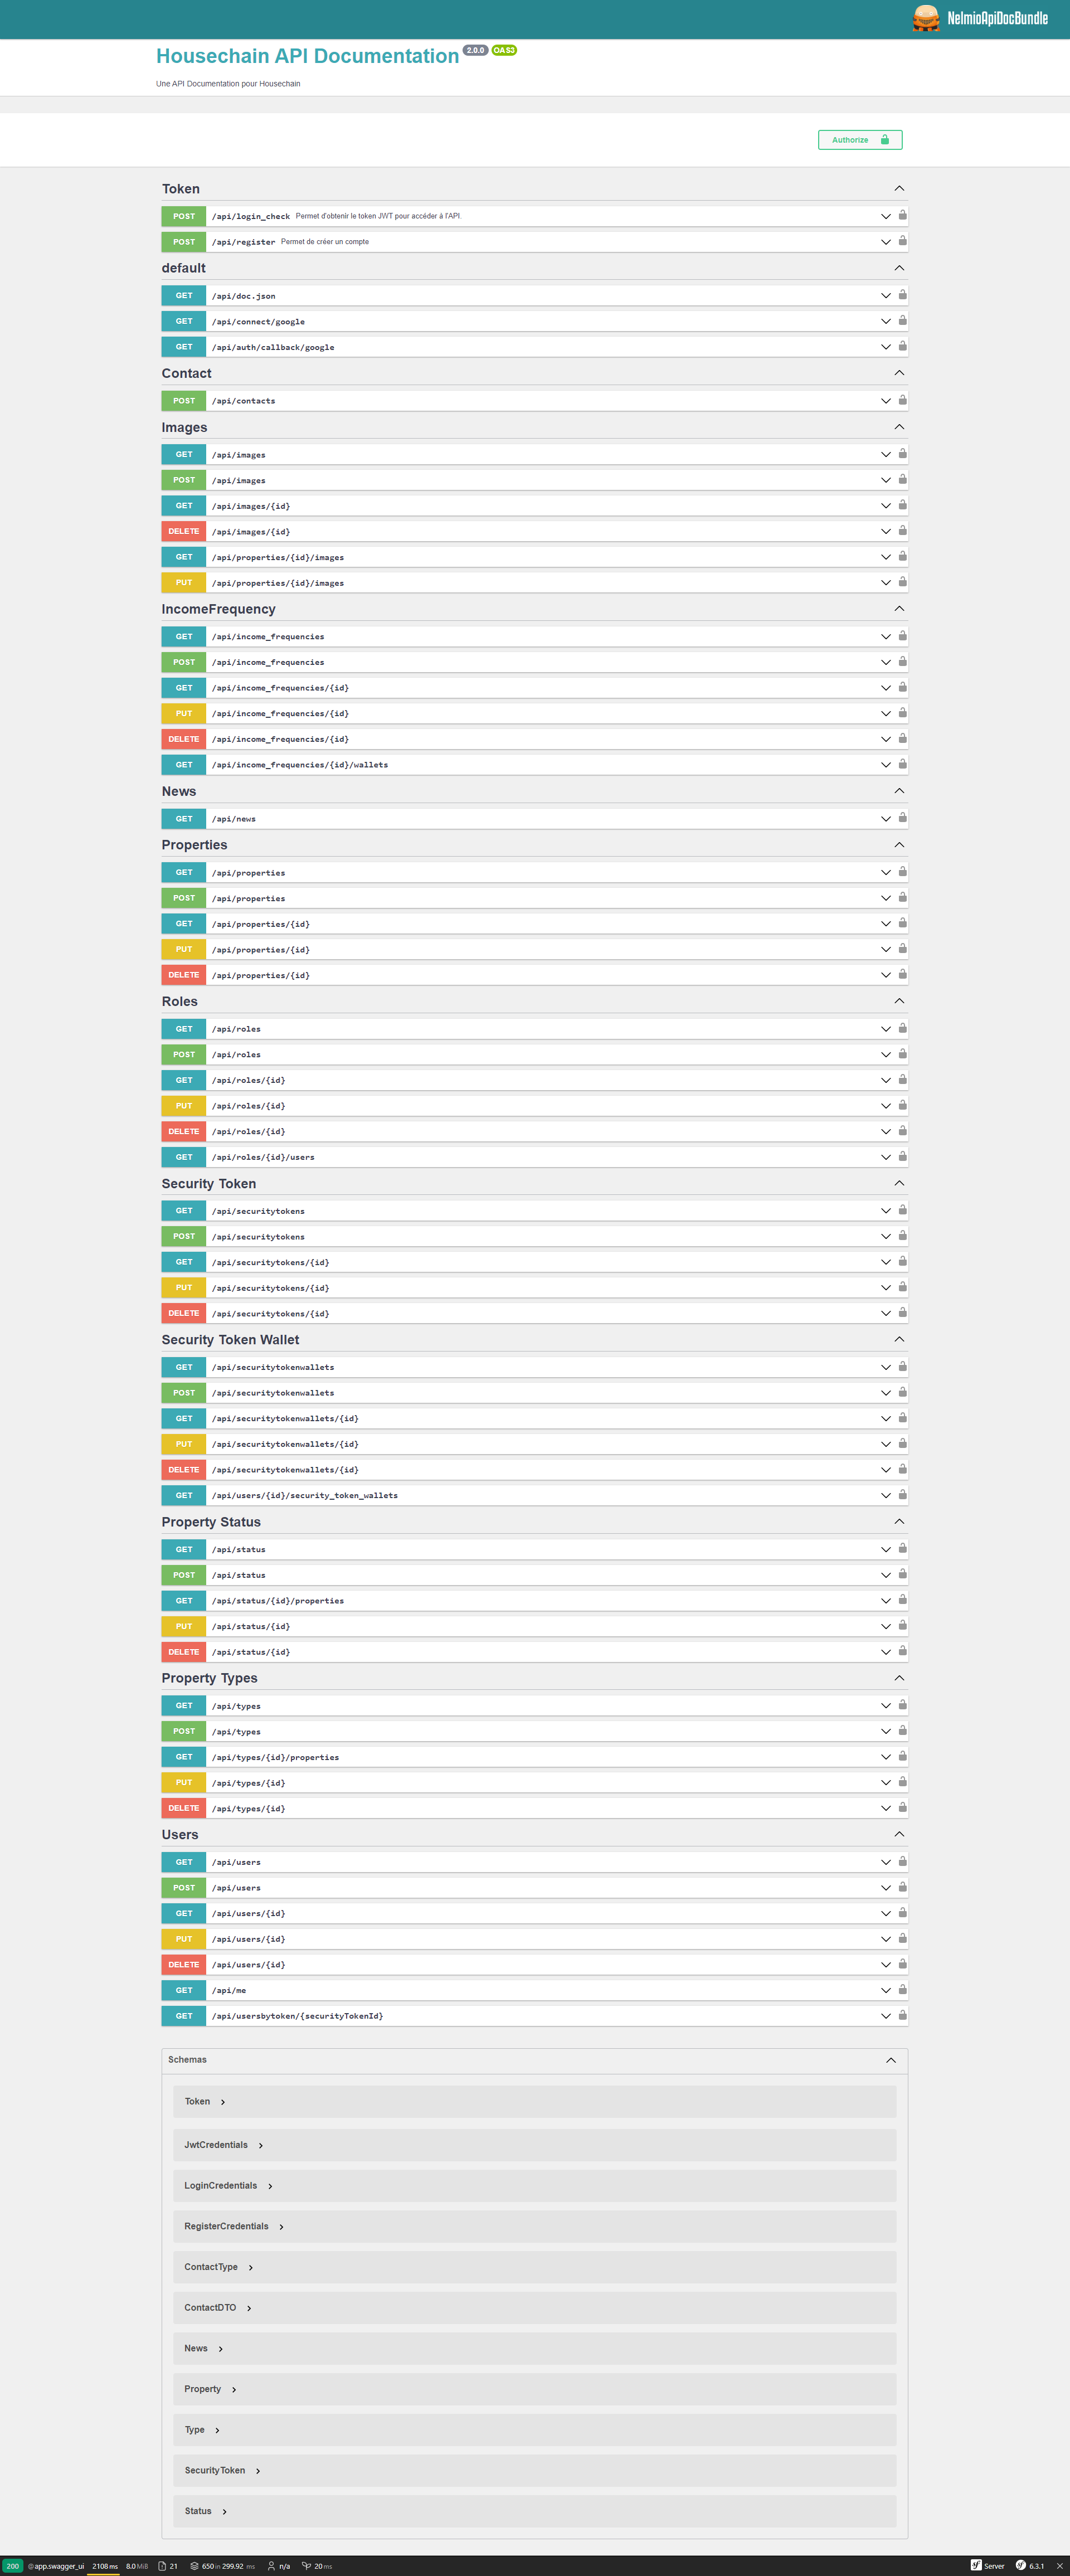 NelmioApiDocBundle
Housechain API Documentation 2.0.0 OAS3
Une API Documentation pour Housechain
Authorize
Token
POST /api/login_check Permet d'obtenir le token JWT pour accéder à l'API.
POST /api/register Permet de créer un compte
default
GET /api/doc.json
GET /api/connect/google
GET /api/auth/callback/google
Contact
POST /api/contacts
Images
GET /api/images
POST /api/images
GET /api/images/{id}
DELETE /api/images/{id}
GET /api/properties/{id}/images
PUT /api/properties/{id}/images
IncomeFrequency
GET /api/income_frequencies
POST /api/income_frequencies
GET /api/income_frequencies/{id}
PUT /api/income_frequencies/{id}
DELETE /api/income_frequencies/{id}
GET /api/income_frequencies/{id}/wallets
News
GET /api/news
Properties
GET /api/properties
POST /api/properties
GET /api/properties/{id}
PUT /api/properties/{id}
DELETE /api/properties/{id}
Roles
GET /api/roles
POST /api/roles
GET /api/roles/{id}
PUT /api/roles/{id}
DELETE /api/roles/{id}
GET /api/roles/{id}/users
Security Token
GET /api/securitytokens
POST /api/securitytokens
GET /api/securitytokens/{id}
PUT /api/securitytokens/{id}
DELETE /api/securitytokens/{id}
Security Token Wallet
GET /api/securitytokenwallets
POST /api/securitytokenwallets
GET /api/securitytokenwallets/{id}
PUT /api/securitytokenwallets/{id}
DELETE /api/securitytokenwallets/{id}
GET /api/users/{id}/security_token_wallets
Property Status
GET /api/status
POST /api/status
GET /api/status/{id}/properties
PUT /api/status/{id}
DELETE /api/status/{id}
Property Types
GET /api/types
POST /api/types
GET /api/types/{id}/properties
PUT /api/types/{id}
DELETE /api/types/{id}
Users
GET /api/users
POST /api/users
GET /api/users/{id}
PUT /api/users/{id}
DELETE /api/users/{id}
GET /api/me
GET /api/usersbytoken/{securityTokenId}
Schemas
Token
JwtCredentials
LoginCredentials
RegisterCredentials
ContactType
ContactDTO
News
Property
Type
SecurityToken
Status
200 @app.swagger_ui 2108 ms 8.0 MiB 21 650 in 299.92 ms n/a 20 ms Server 6.3.1